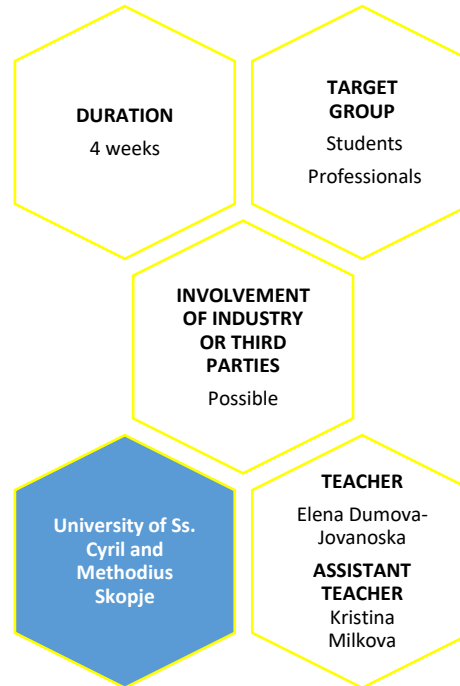 DURATION
4 weeks
TARGET
GROUP
Students
Professionals
INVOLVEMENT
OF INDUSTRY
OR THIRD
PARTIES
Possible
University of Ss.
Cyril and
Methodius
Skopje
TEACHER
Elena Dumova-
Jovanoska
ASSISTANT
TEACHER
Kristina
Milkova